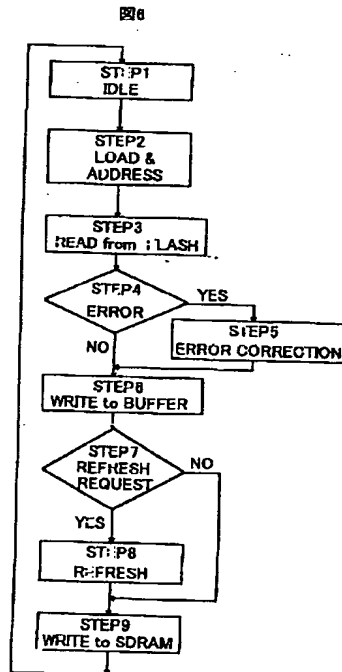 図6
STEP1
IDLE
STEP2
LOAD &
ADDRESS
STEP3
READ from FLASH
STEP4
ERROR
YES
STEP5
ERROR CORRECTION
NO
STEP6
WRITE to BUFFER
STEP7
REFRESH
REQUEST
NO
YES
STEP8
REFRESH
STEP9
WRITE to SDRAM